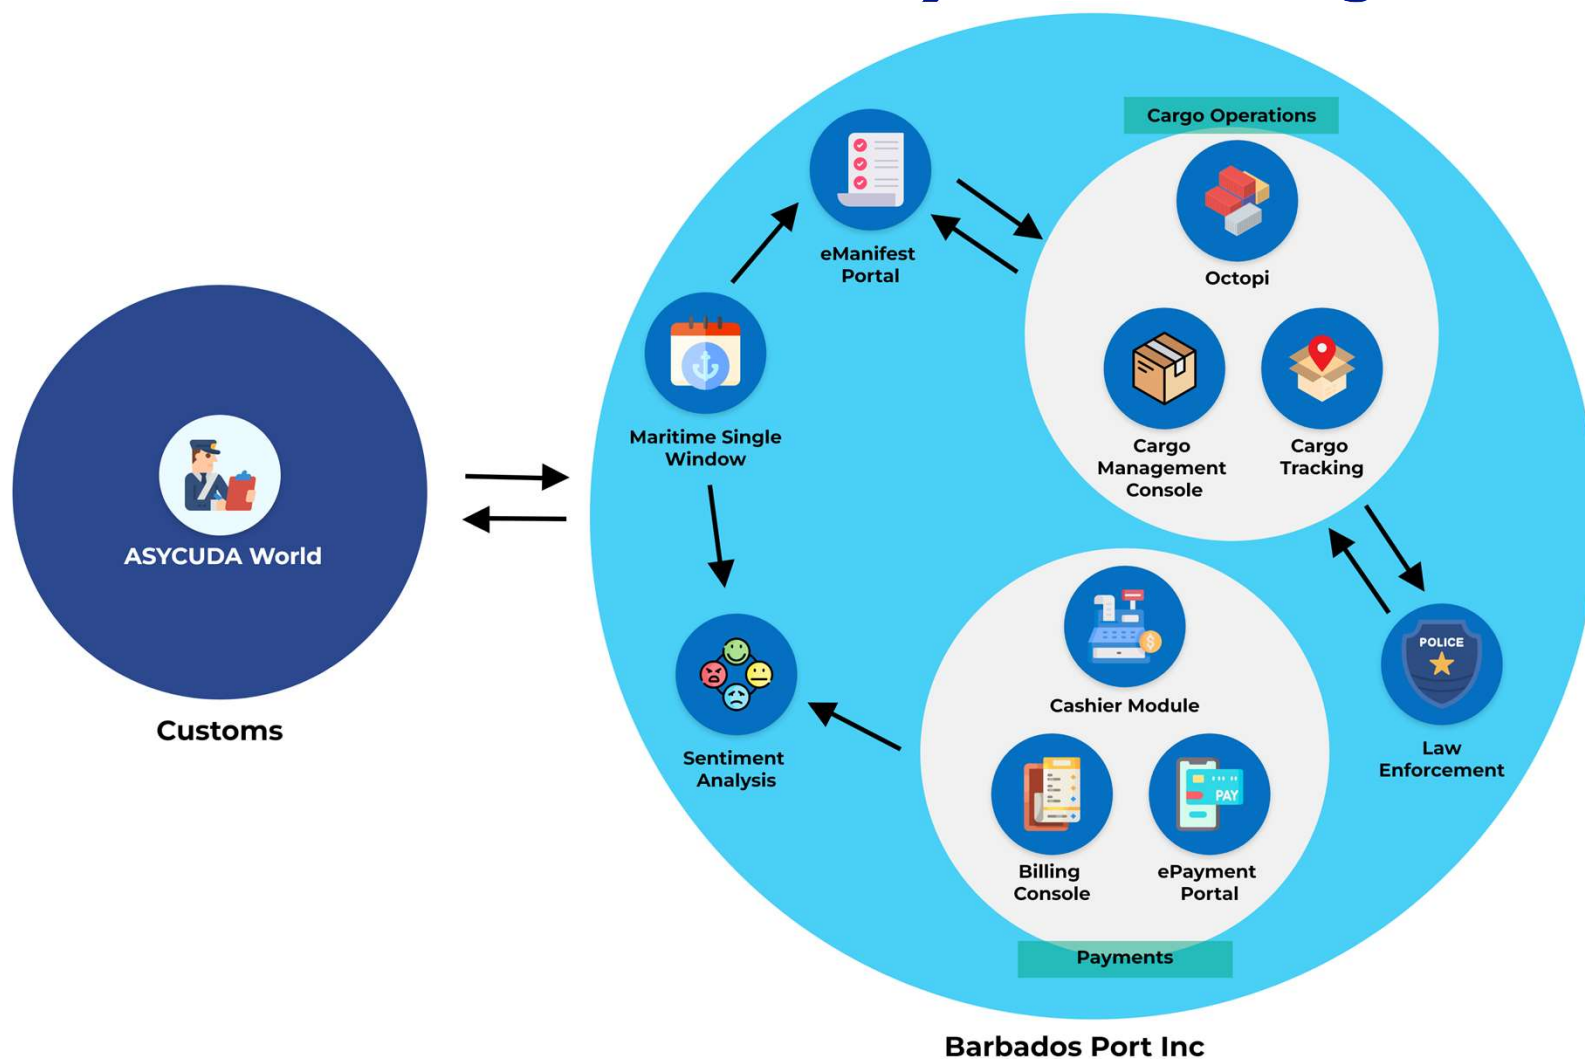 Cargo Operations
eManifest
Portal
Octopi
Maritime Single
Window
Cargo
Management
Console
Cargo
Tracking
ASYCUDA World
Customs
Cashier Module
POLICE
Law
Enforcement
Sentiment
Analysis
$
PAY
Billing
Console
ePayment
Portal
Payments
Barbados Port Inc